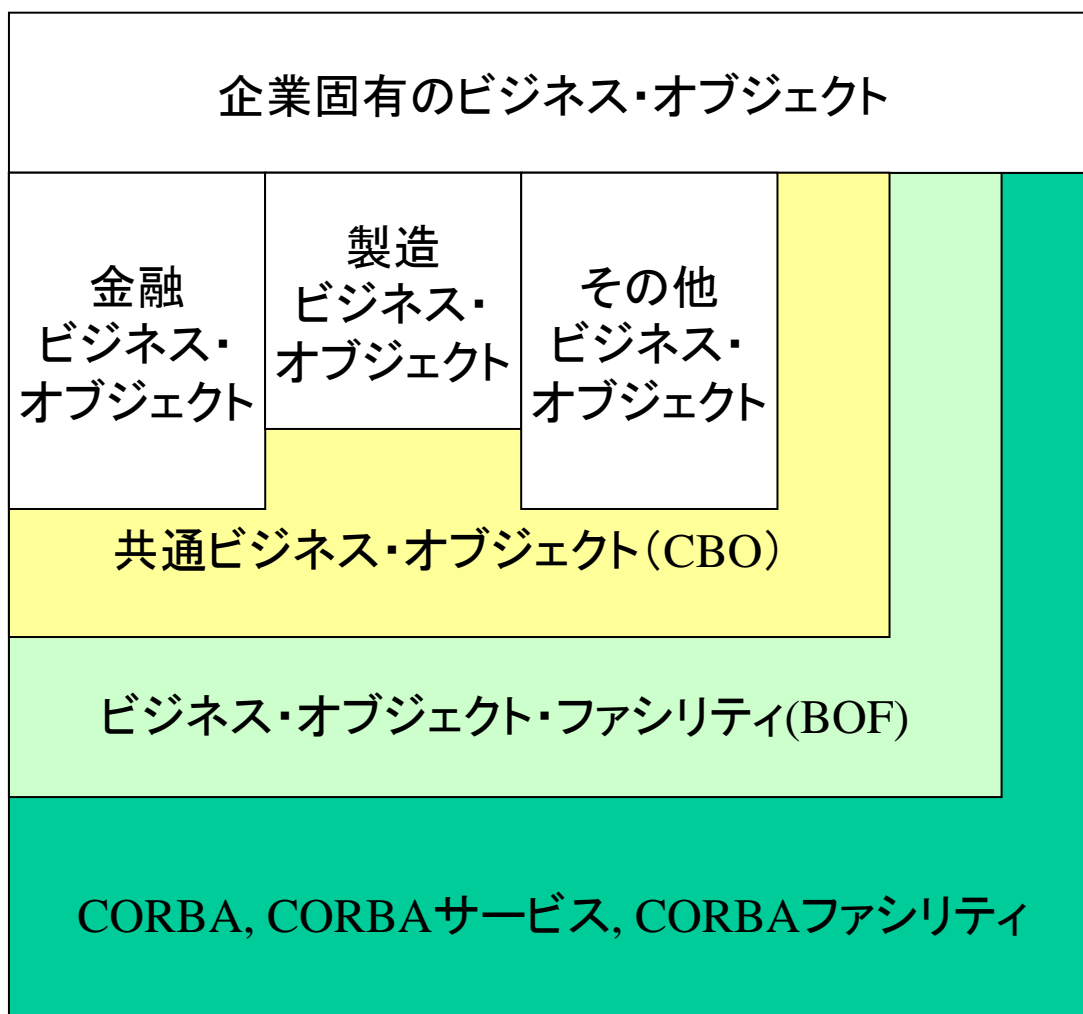 企業固有のビジネス・オブジェクト
金融
ビジネス・
オブジェクト
製造
ビジネス・
オブジェクト
その他
ビジネス・
オブジェクト
共通ビジネス・オブジェクト（CBO）
ビジネス・オブジェクト・ファシリティ(BOF)
CORBA, CORBAサービス, CORBAファシリティ